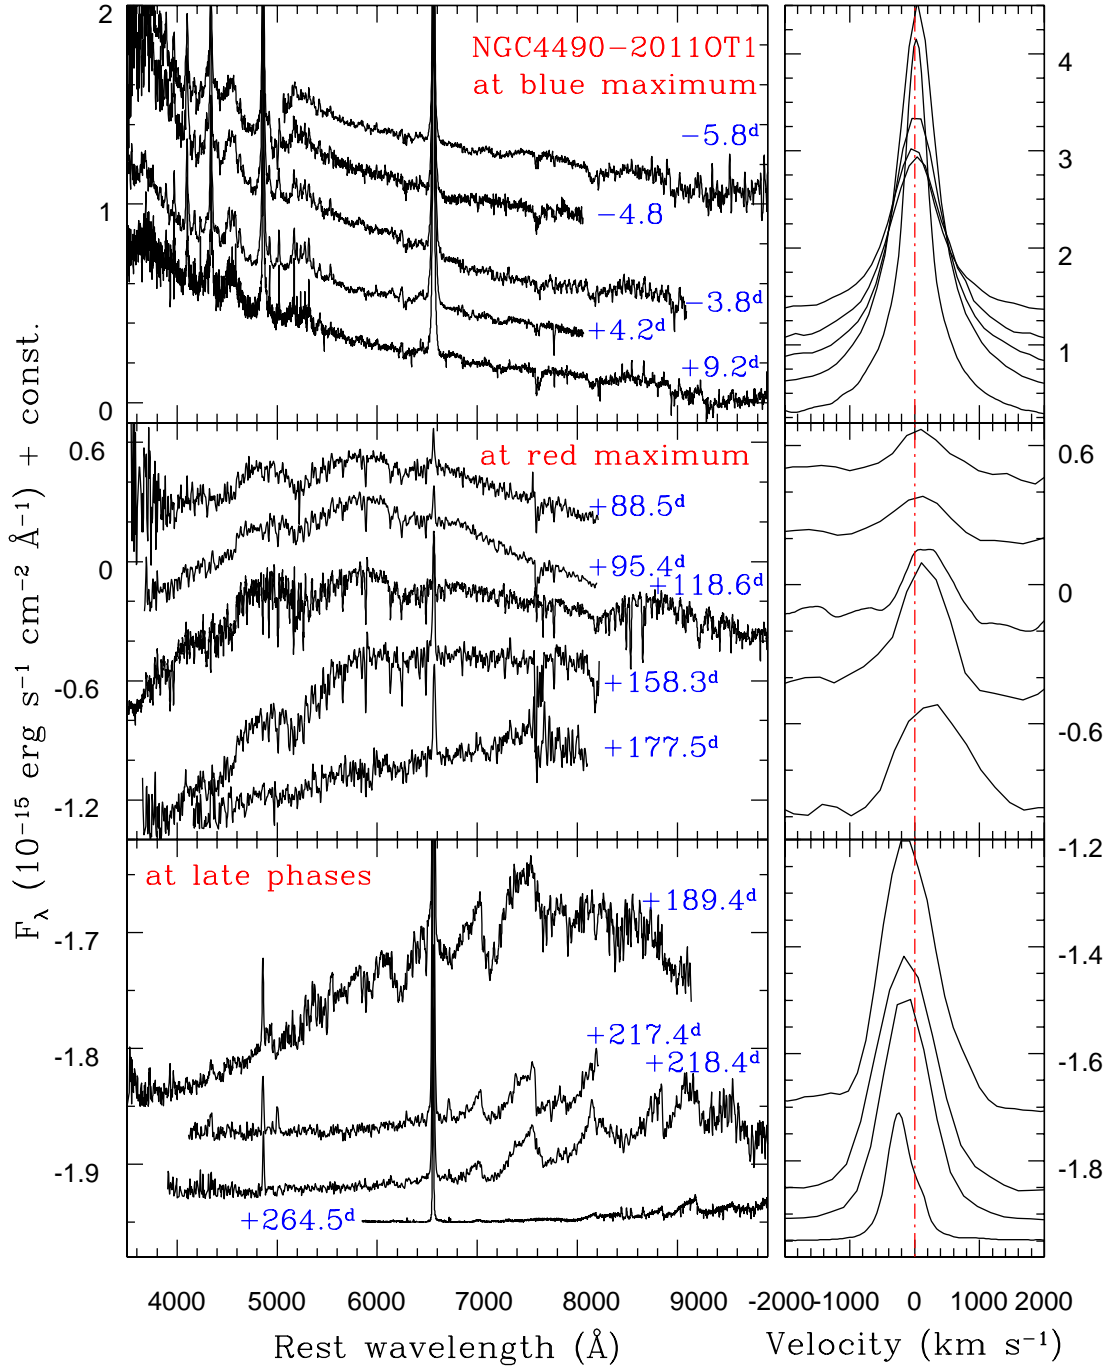 NGC4490−2011OT1
at blue maximum
−5.8d
−4.8
−3.8d
+4.2d
+9.2d
2
1
0
4
3
2
1
at red maximum
+88.5d
+95.4d
+118.6d
+158.3d
+177.5d
0.6
0
-0.6
-1.2
0.6
0
-0.6
at late phases
+189.4d
+217.4d
+218.4d
+264.5d
-1.7
-1.8
-1.9
-1.2
-1.4
-1.6
-1.8
Fλ (10−15 erg s−1 cm−2 Å−1) + const.
4000 5000 6000 7000 8000 9000
-2000 -1000 0 1000 2000
Rest wavelength (Å)
Velocity (km s−1)